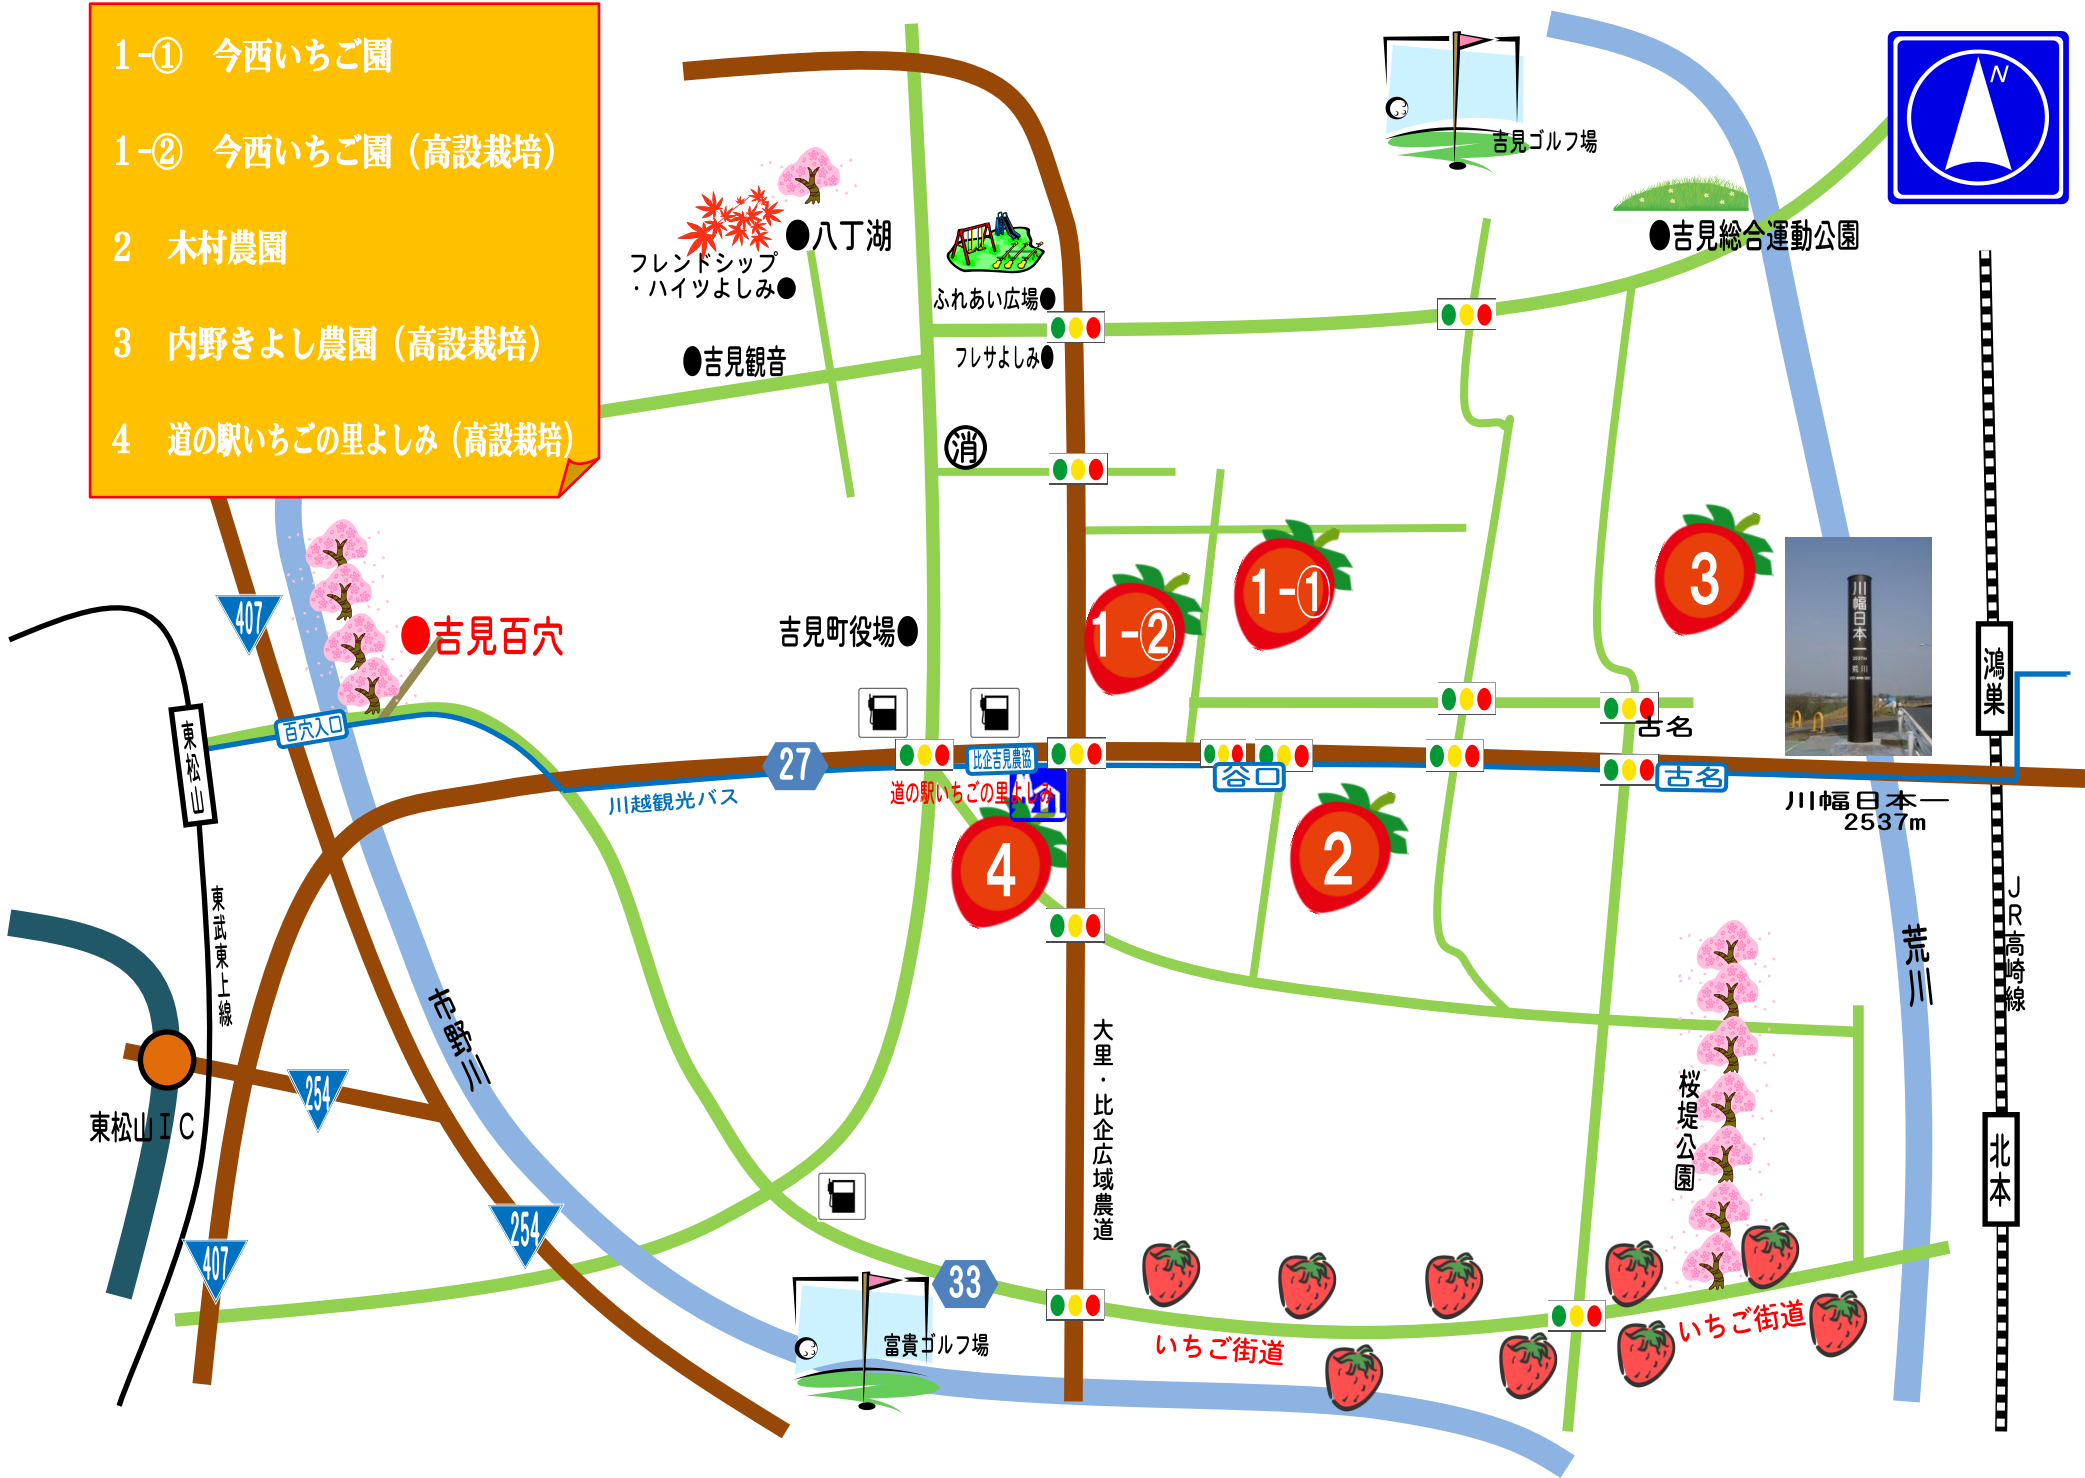 1-① 今西いちご園
1-② 今西いちご園（高設栽培）
2 木村農園
3 内野きよし農園（高設栽培）
4 道の駅いちごの里よしみ（高設栽培）
吉見ゴルフ場
N
八丁湖
フレンドシップ
・ハイツよしみ
ふれあい広場
吉見総合運動公園
吉見観音
フレサよしみ
消
407
吉見百穴
吉見町役場
1-②
1-①
3
川幅日本一
2537m
荒川
鴻巣
東松山
百穴入口
古名
27
比企吉見農協
谷口
古名
川越観光バス
道の駅いちごの里よしみ
川幅日本一
2537m
4
2
東武東上線
JR高崎線
荒川
市野川
大里・比企広域農道
254
東松山IC
桜堤公園
北本
254
407
33
富貴ゴルフ場
いちご街道
いちご街道